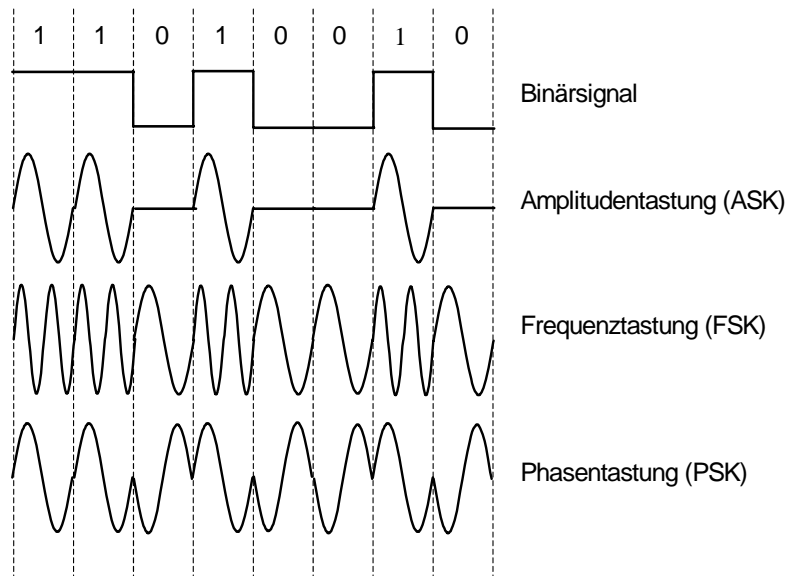 1 1 0 1 0 0 1 0
Binärsignal
Amplitudentastung (ASK)
Frequenztastung (FSK)
Phasentastung (PSK)